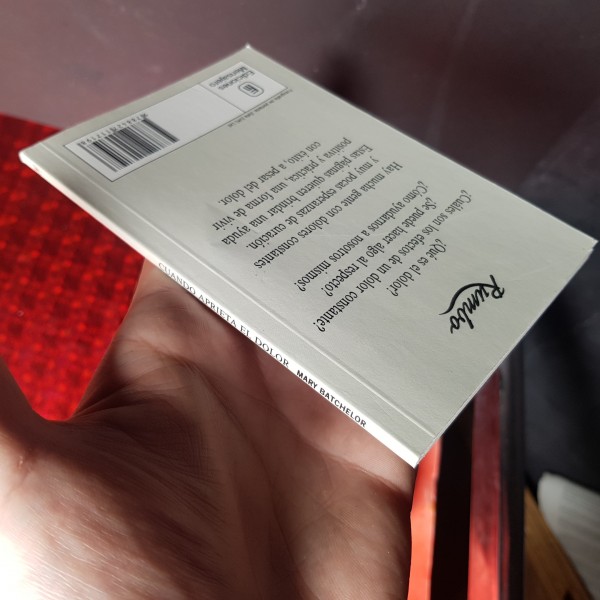 Rumbo
¿Qué es el dolor?
¿Cuáles son los efectos de un dolor constante?
¿Se puede hacer algo al respecto?
¿Cómo ayudarnos a nosotros mismos?
Hay mucha gente con dolores constantes
y muy pocas esperanzas de curación.
Estas páginas quieren brindar una ayuda
positiva y práctica, una forma de vivir
con éxito, a pesar del dolor.
Ediciones
Mensajero
CUANDO APRIETA EL DOLOR MARY BATCHELOR